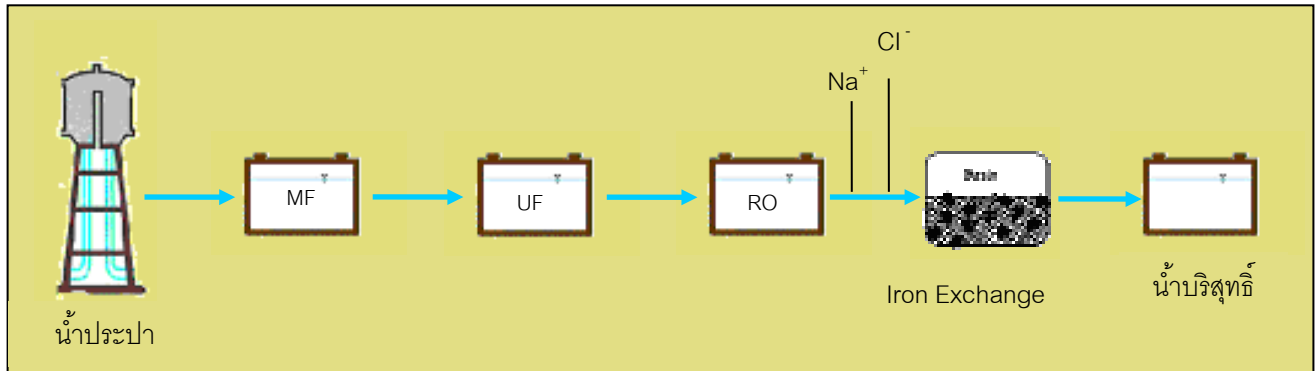 Cl⁻
Na⁺
MF
UF
RO
Iron Exchange
น้ำประปา
น้ำบริสุทธิ์